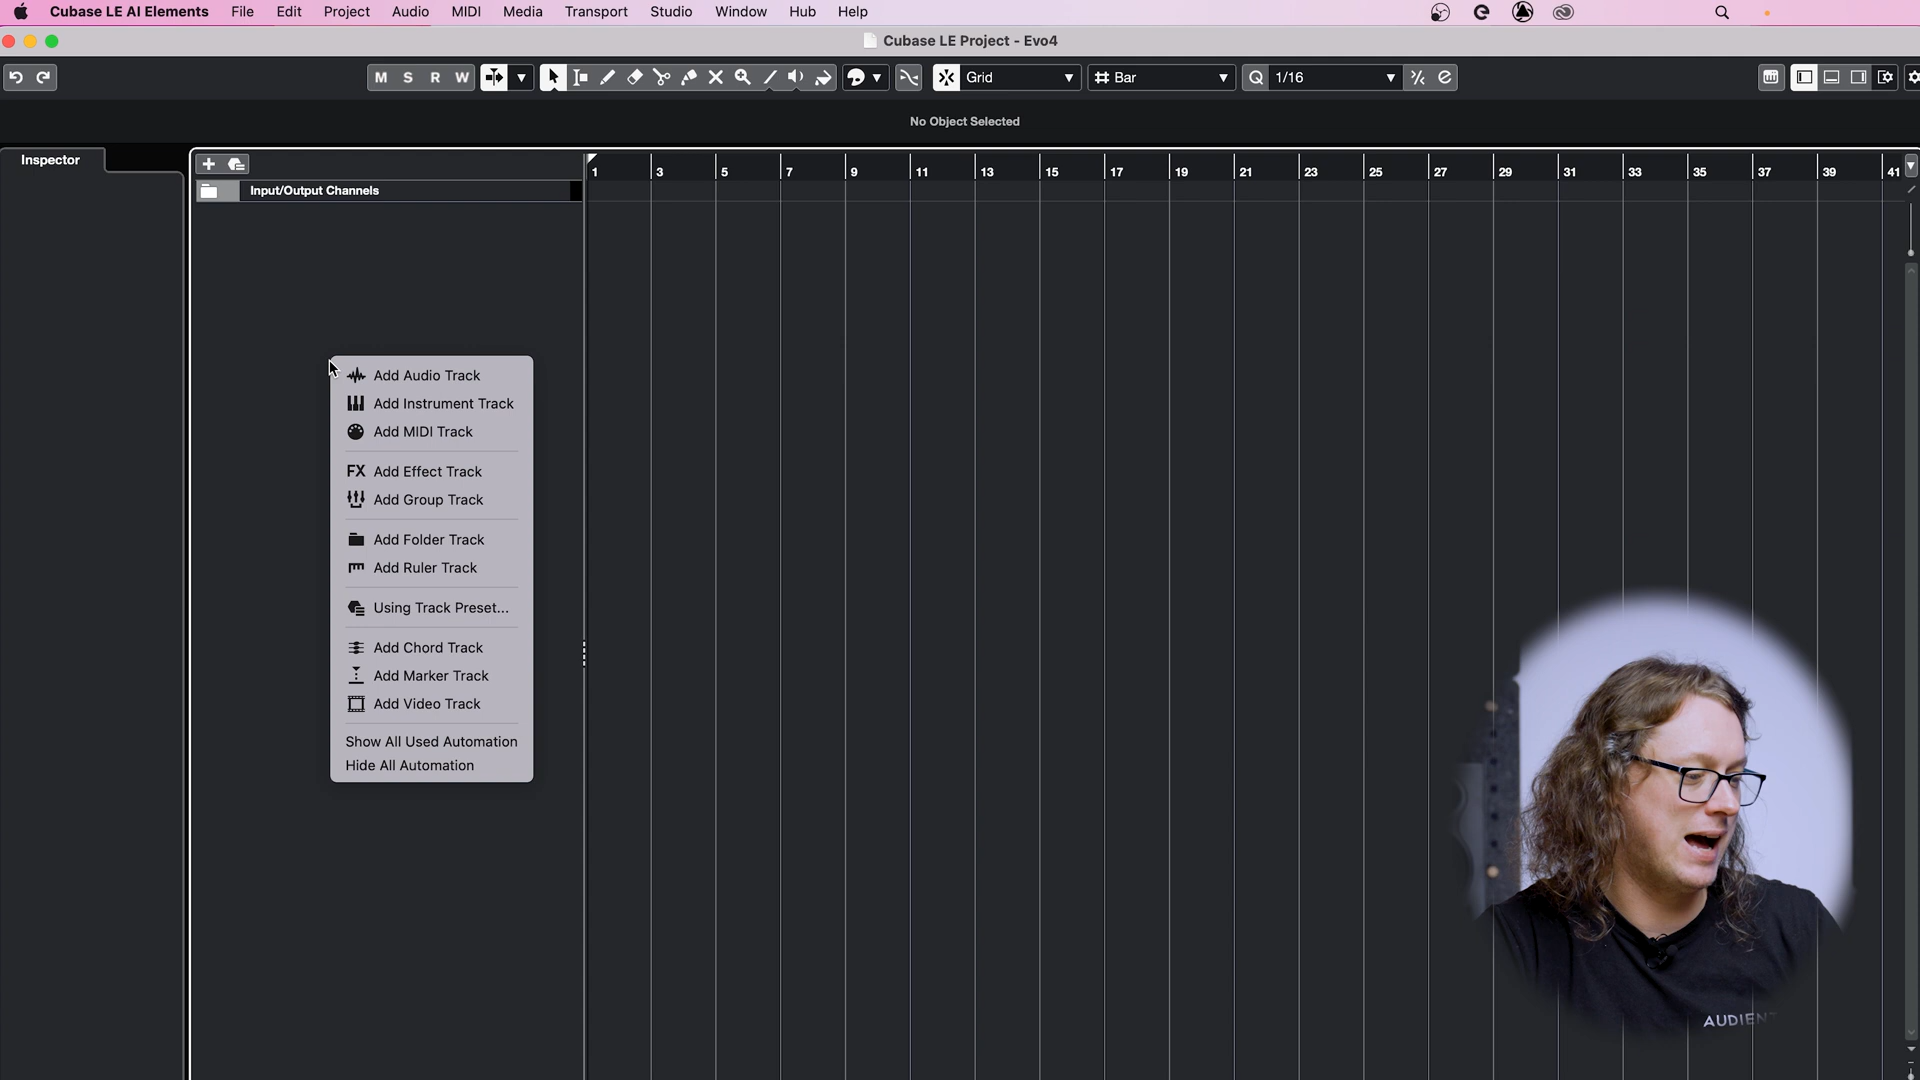 Cubase LE AI Elements File Edit Project Audio MIDI Media Transport Studio Window Hub Help
Cubase LE Project - Evo4
M S R W Grid Bar Q 1/16
No Object Selected
Inspector
1 3 5 7 9 11 13 15 17 19 21 23 25 27 29 31 33 35 37 39 41
Input/Output Channels
Add Audio Track
Add Instrument Track
Add MIDI Track
FX Add Effect Track
Add Group Track
Add Folder Track
Add Ruler Track
Using Track Preset...
Add Chord Track
Add Marker Track
Add Video Track
Show All Used Automation
Hide All Automation
AUDIENT